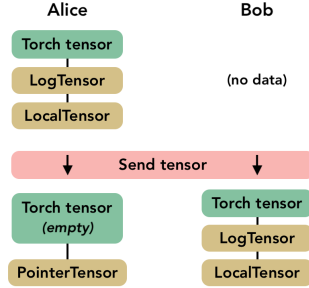 Alice Bob
Torch tensor
LogTensor (no data)
LocalTensor
Send tensor
Torch tensor Torch tensor
(empty)
LogTensor
PointerTensor LocalTensor